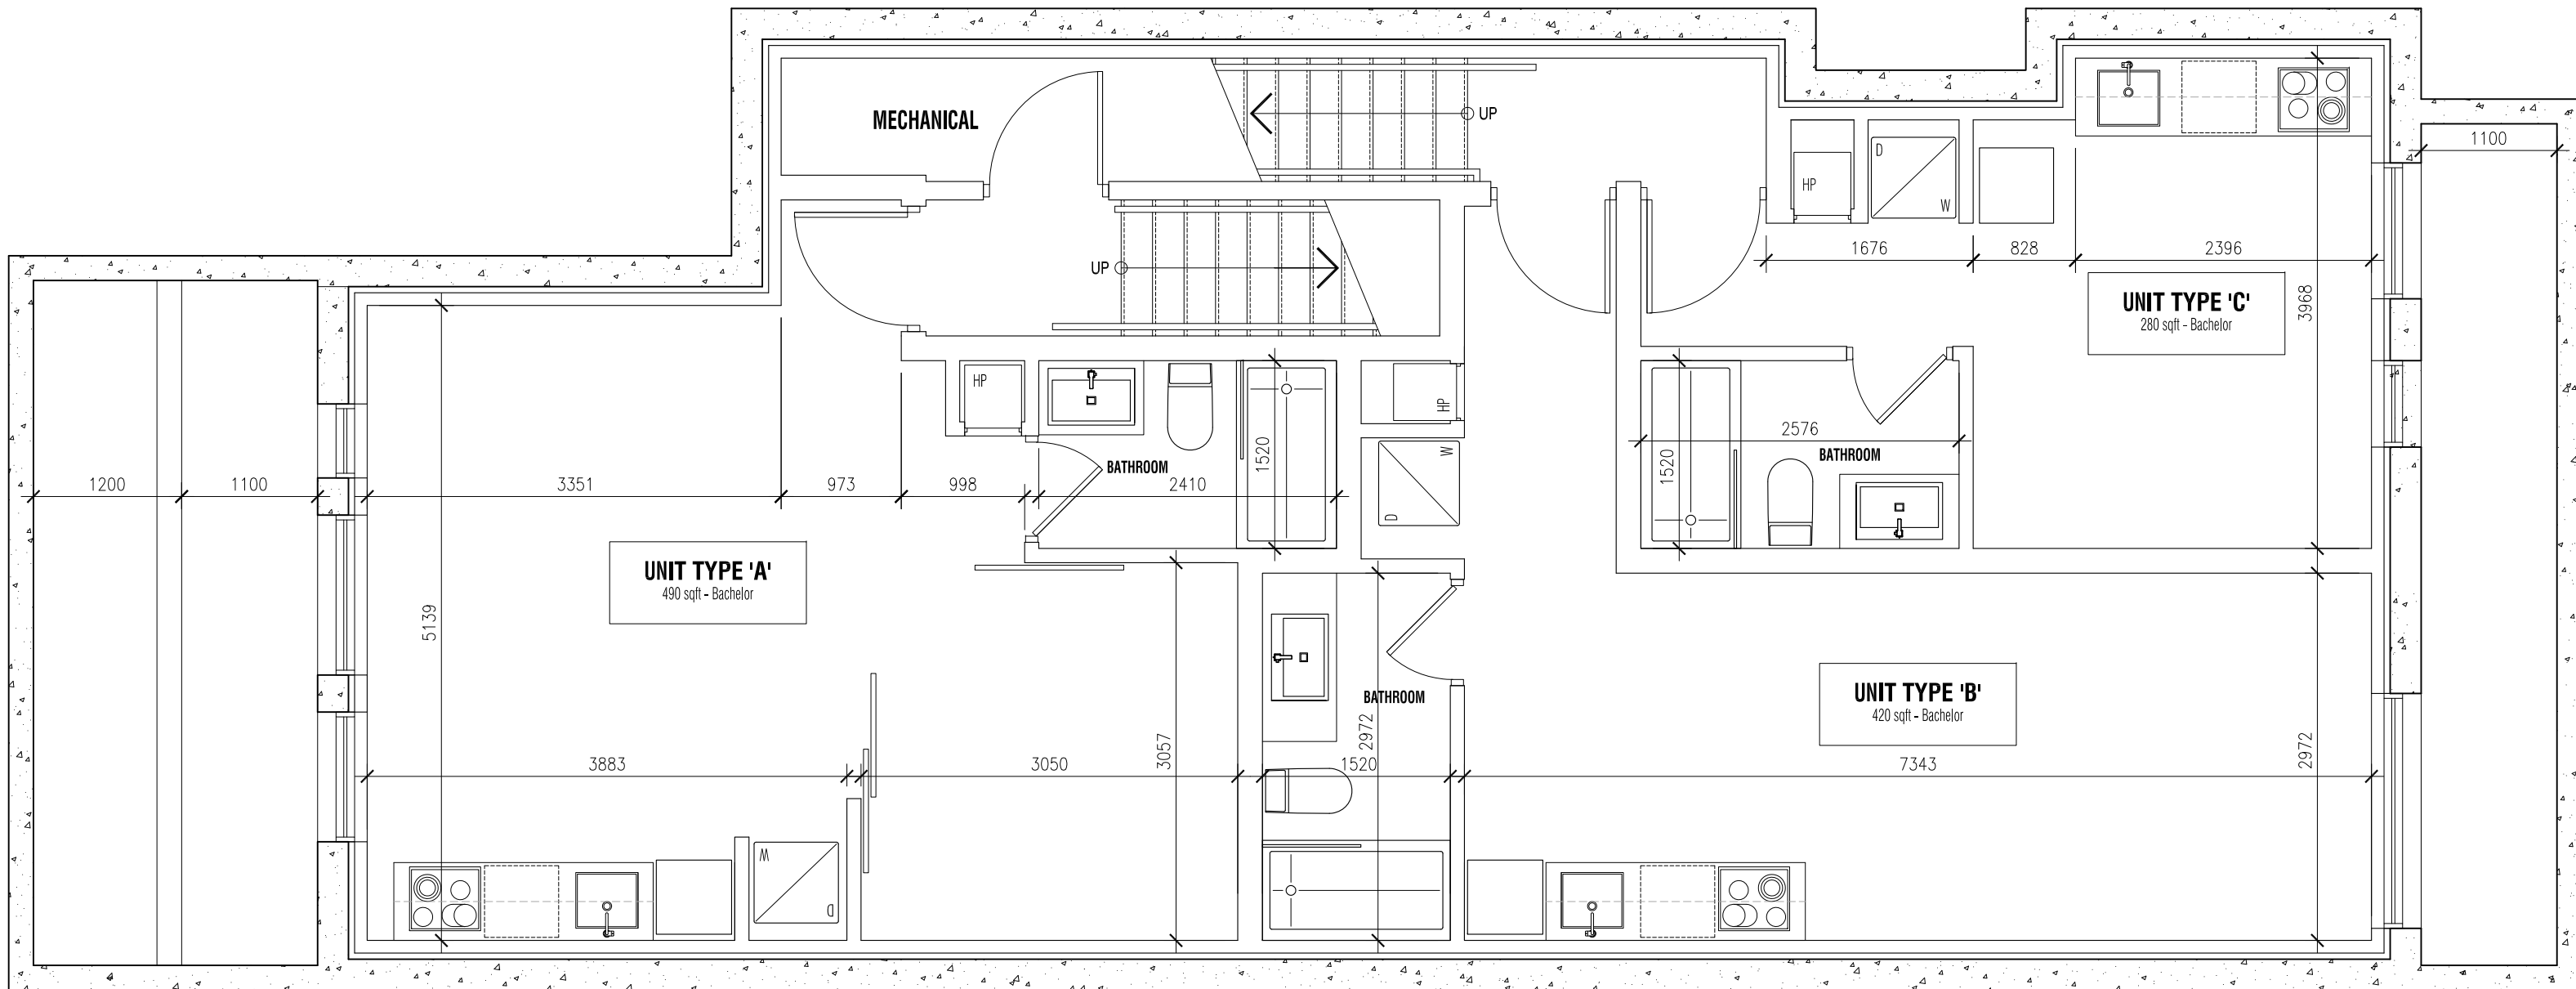 MECHANICAL
UP
UP
HP
D
W
1676
828
2396
1100
UNIT TYPE 'C'
280 sqft - Bachelor
3968
HP
1520
BATHROOM
HP
W
D
2576
BATHROOM
1520
1200
1100
3351
973
998
2410
UNIT TYPE 'A'
490 sqft - Bachelor
5139
BATHROOM
2972
3057
UNIT TYPE 'B'
420 sqft - Bachelor
2972
3883
3050
1520
7343
W
D